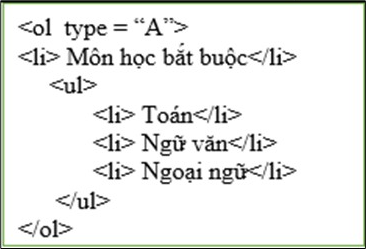 <ol type = “A”>
<li> Môn học bắt buộc</li>
<ul>
<li> Toán</li>
<li> Ngữ văn</li>
<li> Ngoại ngữ</li>
</ul>
</ol>